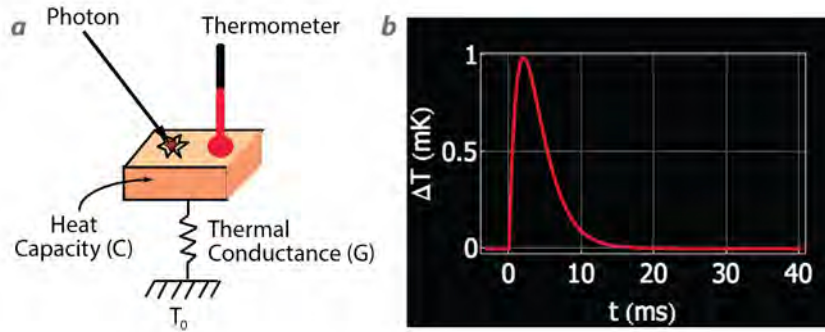 a
Photon
Thermometer
Heat
Capacity (C)
Thermal
Conductance (G)
T₀
b
1
0.5
0
ΔT (mK)
0
10
20
30
40
t (ms)